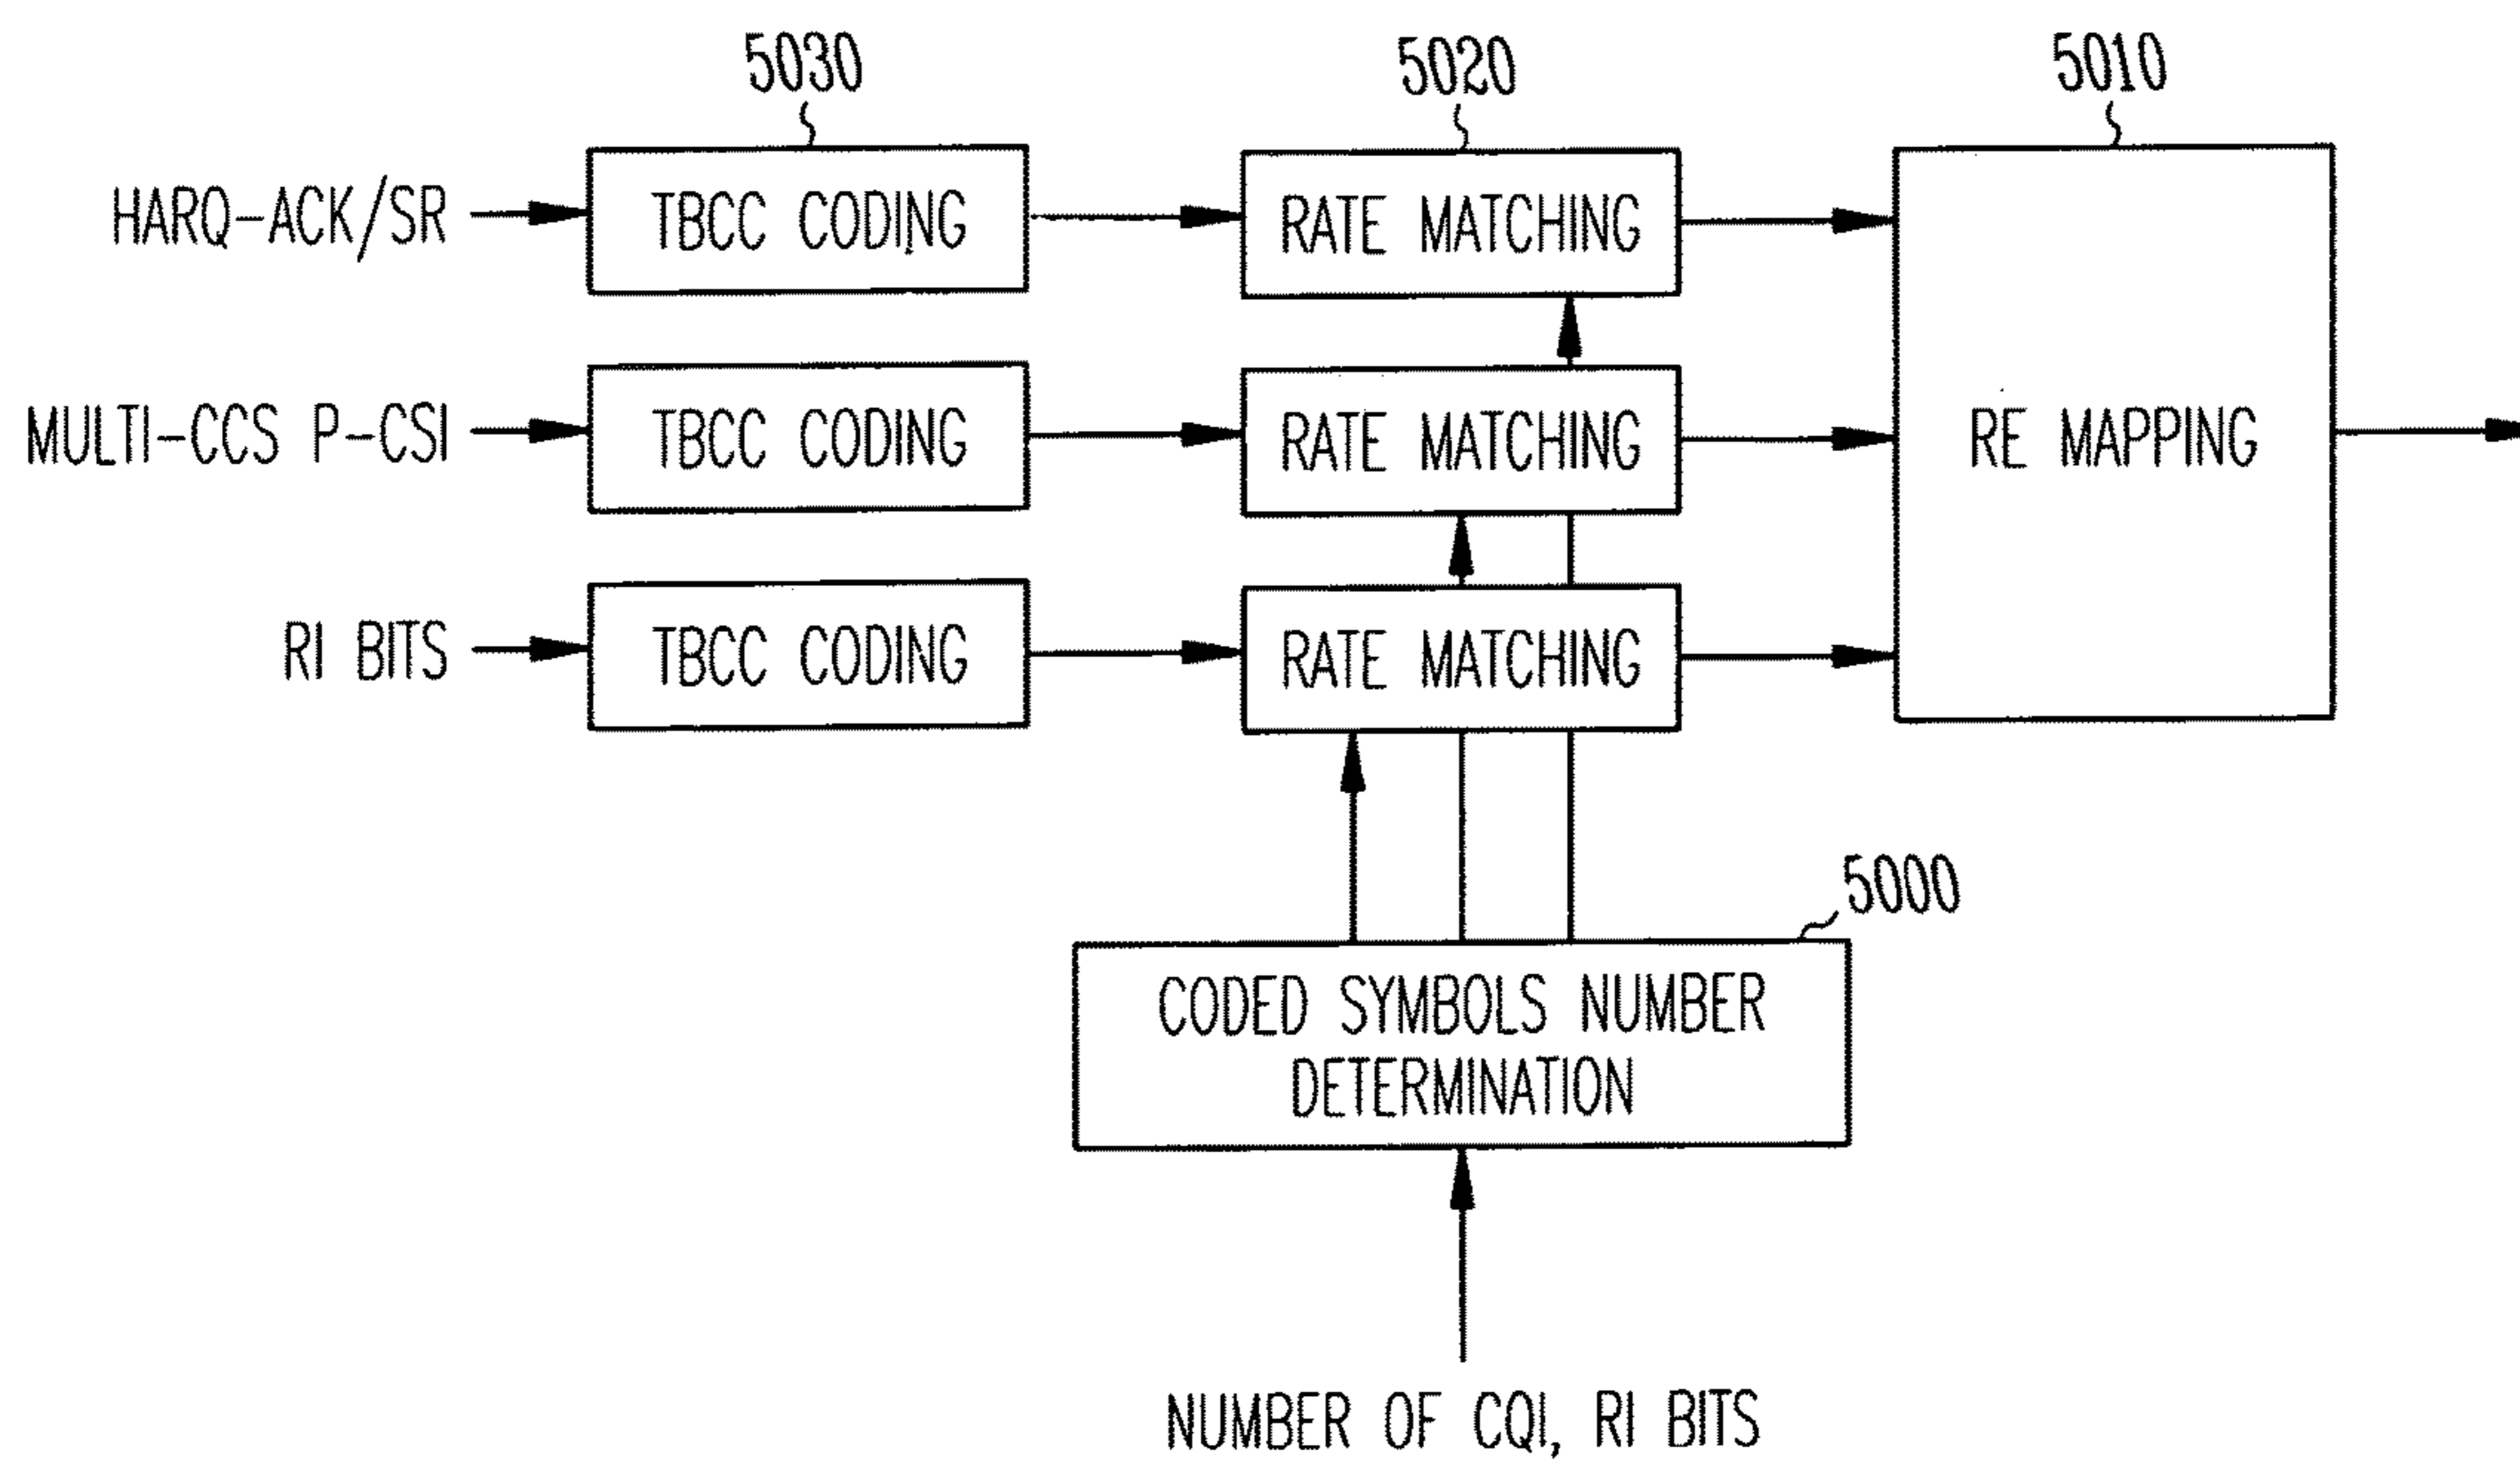 5030
5020
5010
HARQ-ACK/SR
TBCC CODING
RATE MATCHING
MULTI-CCS P-CSI
TBCC CODING
RATE MATCHING
RE MAPPING
RI BITS
TBCC CODING
RATE MATCHING
5000
CODED SYMBOLS NUMBER
DETERMINATION
NUMBER OF CQI, RI BITS